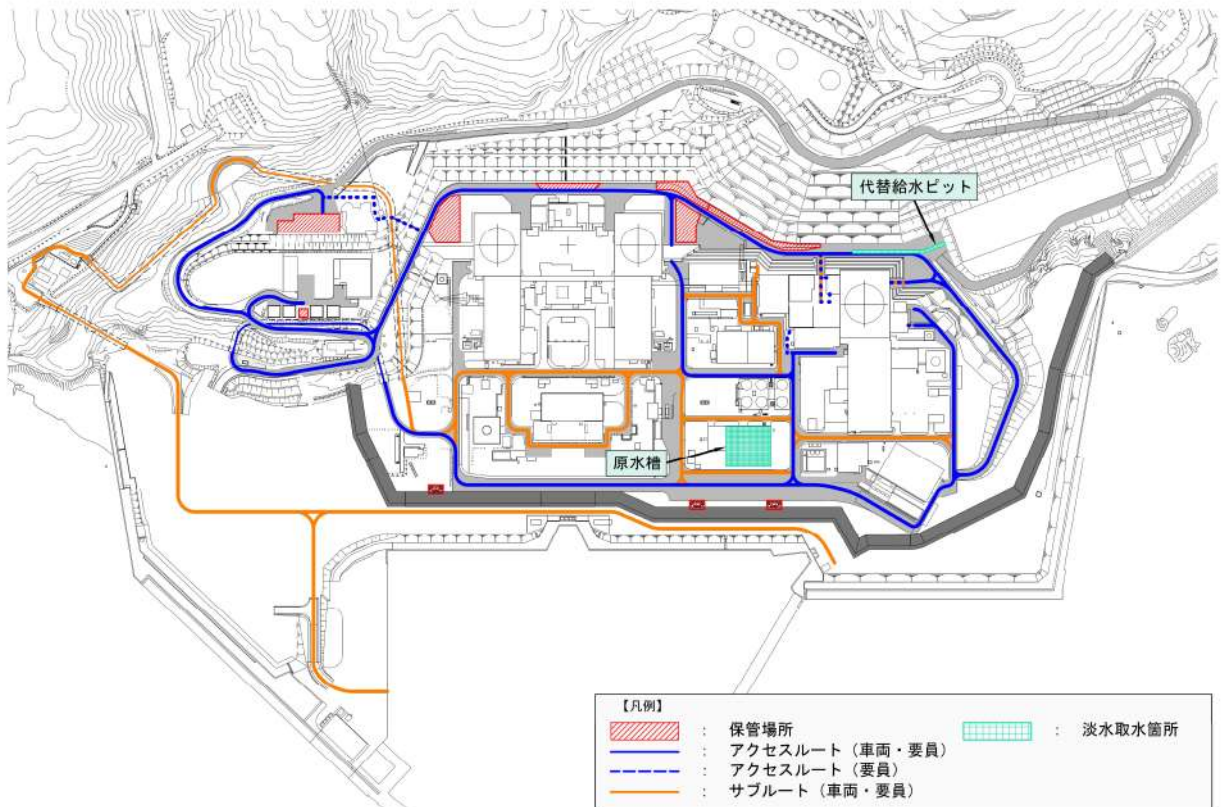 代替給水ピット
原水槽
【凡例】
： 保管場所
： 淡水取水箇所
： アクセスルート（車両・要員）
： アクセスルート（要員）
： サブルート（車両・要員）